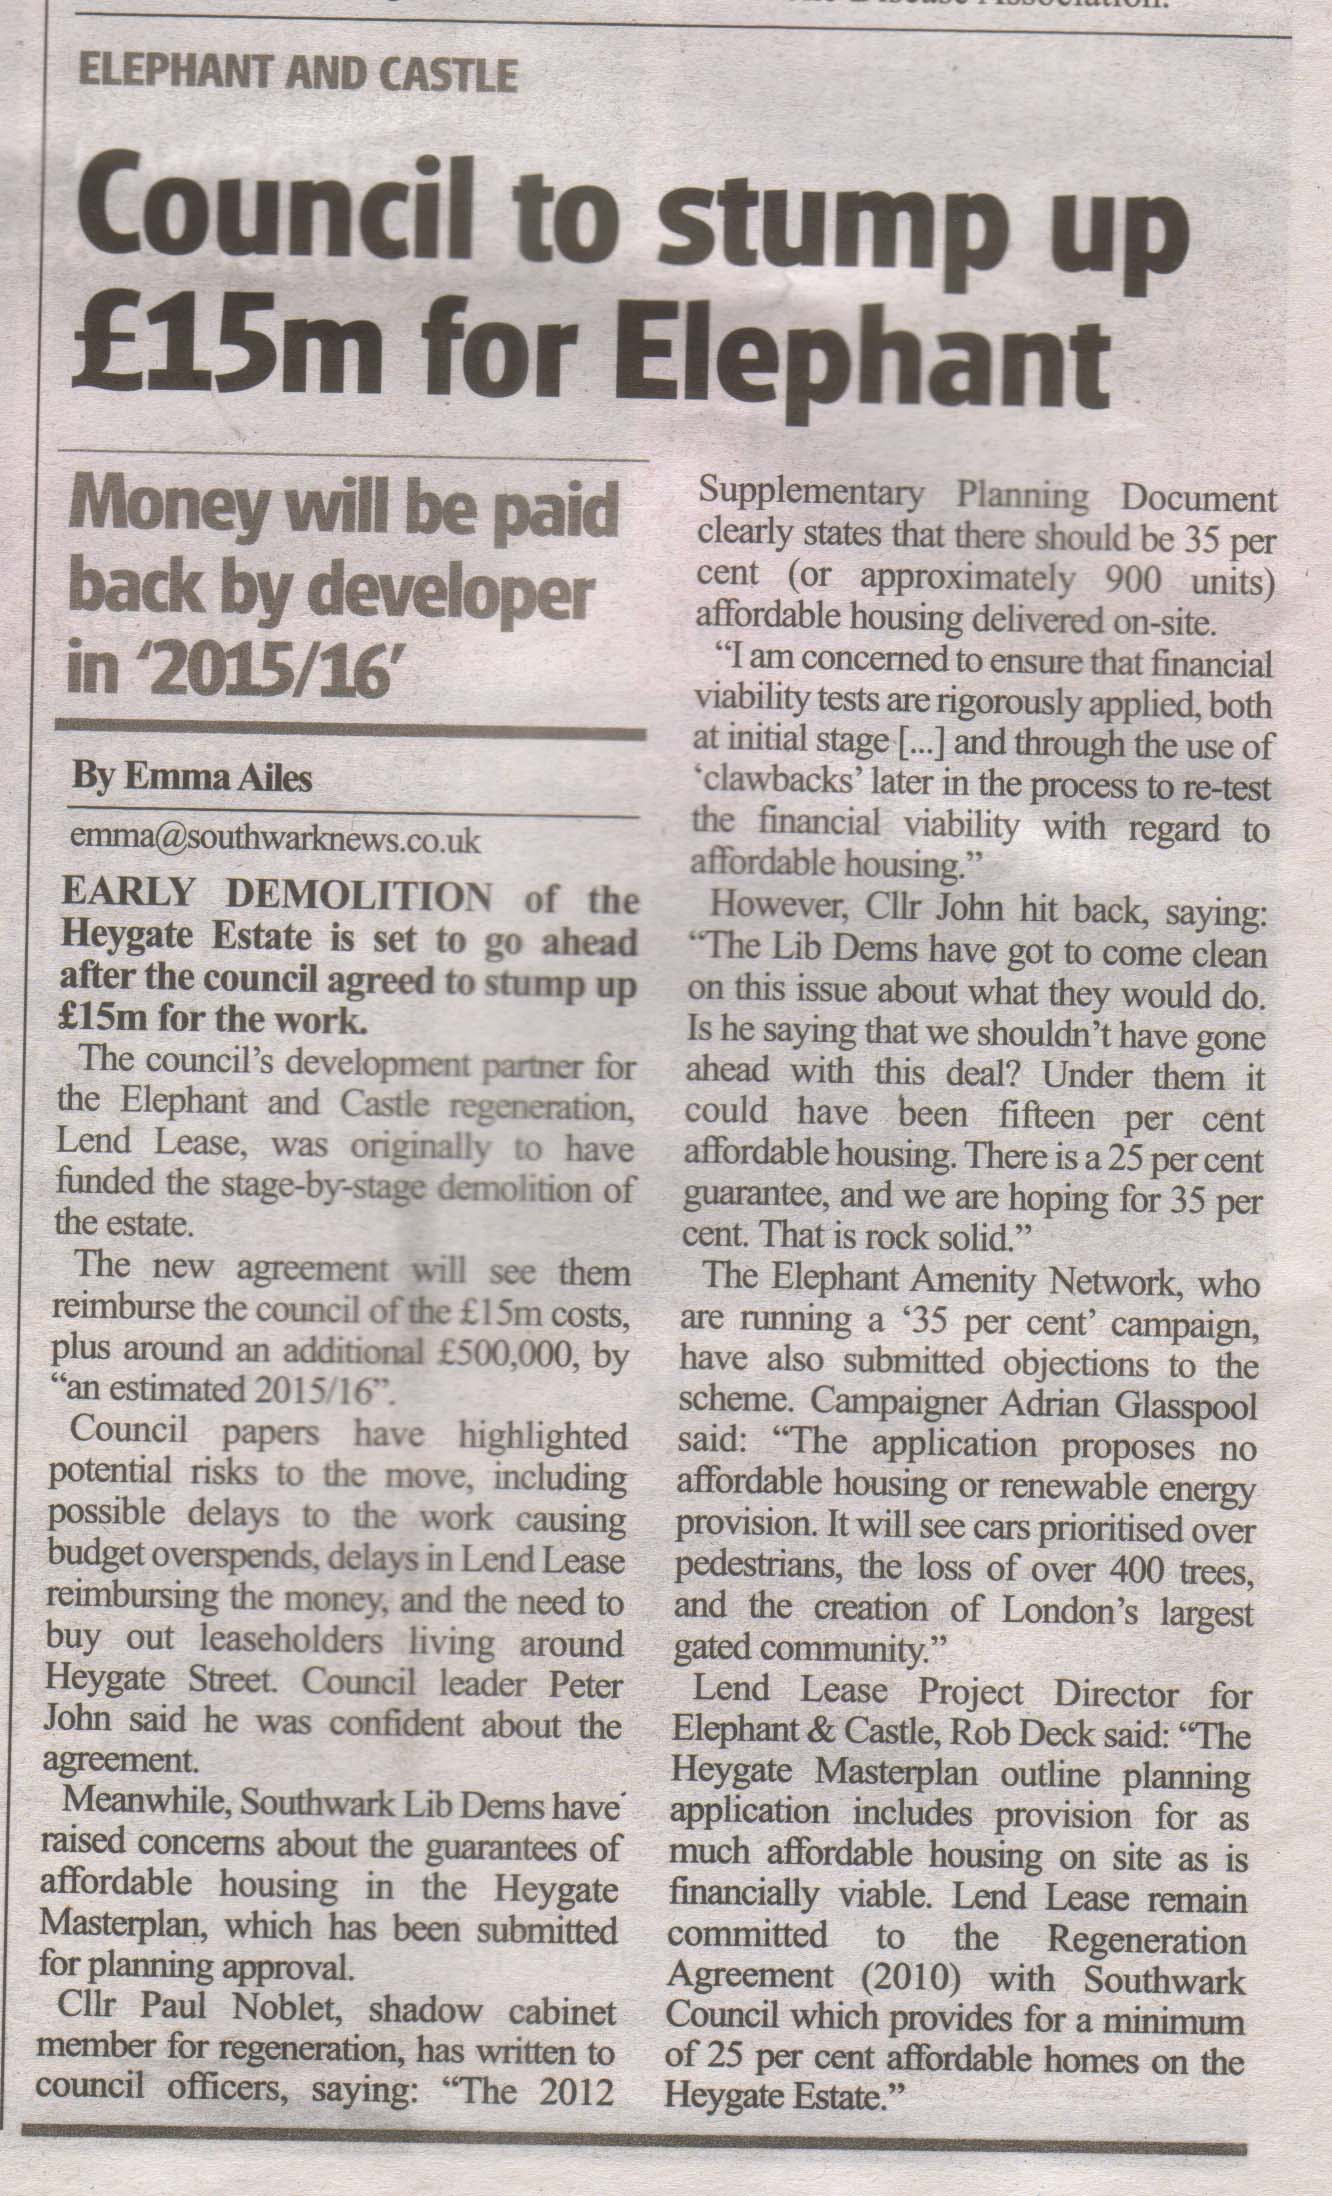 Disease Association.
ELEPHANT AND CASTLE
Council to stump up
£15m for Elephant
Money will be paid
back by developer
in ‘2015/16’
By Emma Ailes
emma@southwarknews.co.uk
EARLY DEMOLITION of the
Heygate Estate is set to go ahead
after the council agreed to stump up
£15m for the work.
The council’s development partner for
the Elephant and Castle regeneration,
Lend Lease, was originally to have
funded the stage-by-stage demolition of
the estate.
The new agreement will see them
reimburse the council of the £15m costs,
plus around an additional £500,000, by
“an estimated 2015/16”.
Council papers have highlighted
potential risks to the move, including
possible delays to the work causing
budget overspends, delays in Lend Lease
reimbursing the money, and the need to
buy out leaseholders living around
Heygate Street. Council leader Peter
John said he was confident about the
agreement.
Meanwhile, Southwark Lib Dems have
raised concerns about the guarantees of
affordable housing in the Heygate
Masterplan, which has been submitted
for planning approval.
Cllr Paul Noblet, shadow cabinet
member for regeneration, has written to
council officers, saying: “The 2012
Supplementary Planning Document
clearly states that there should be 35 per
cent (or approximately 900 units)
affordable housing delivered on-site.
“I am concerned to ensure that financial
viability tests are rigorously applied, both
at initial stage [...] and through the use of
‘clawbacks’ later in the process to re-test
the financial viability with regard to
affordable housing.”
However, Cllr John hit back, saying:
“The Lib Dems have got to come clean
on this issue about what they would do.
Is he saying that we shouldn’t have gone
ahead with this deal? Under them it
could have been fifteen per cent
affordable housing. There is a 25 per cent
guarantee, and we are hoping for 35 per
cent. That is rock solid.”
The Elephant Amenity Network, who
are running a ‘35 per cent’ campaign,
have also submitted objections to the
scheme. Campaigner Adrian Glasspool
said: “The application proposes no
affordable housing or renewable energy
provision. It will see cars prioritised over
pedestrians, the loss of over 400 trees,
and the creation of London’s largest
gated community.”
Lend Lease Project Director for
Elephant & Castle, Rob Deck said: “The
Heygate Masterplan outline planning
application includes provision for as
much affordable housing on site as is
financially viable. Lend Lease remain
committed to the Regeneration
Agreement (2010) with Southwark
Council which provides for a minimum
of 25 per cent affordable homes on the
Heygate Estate.”